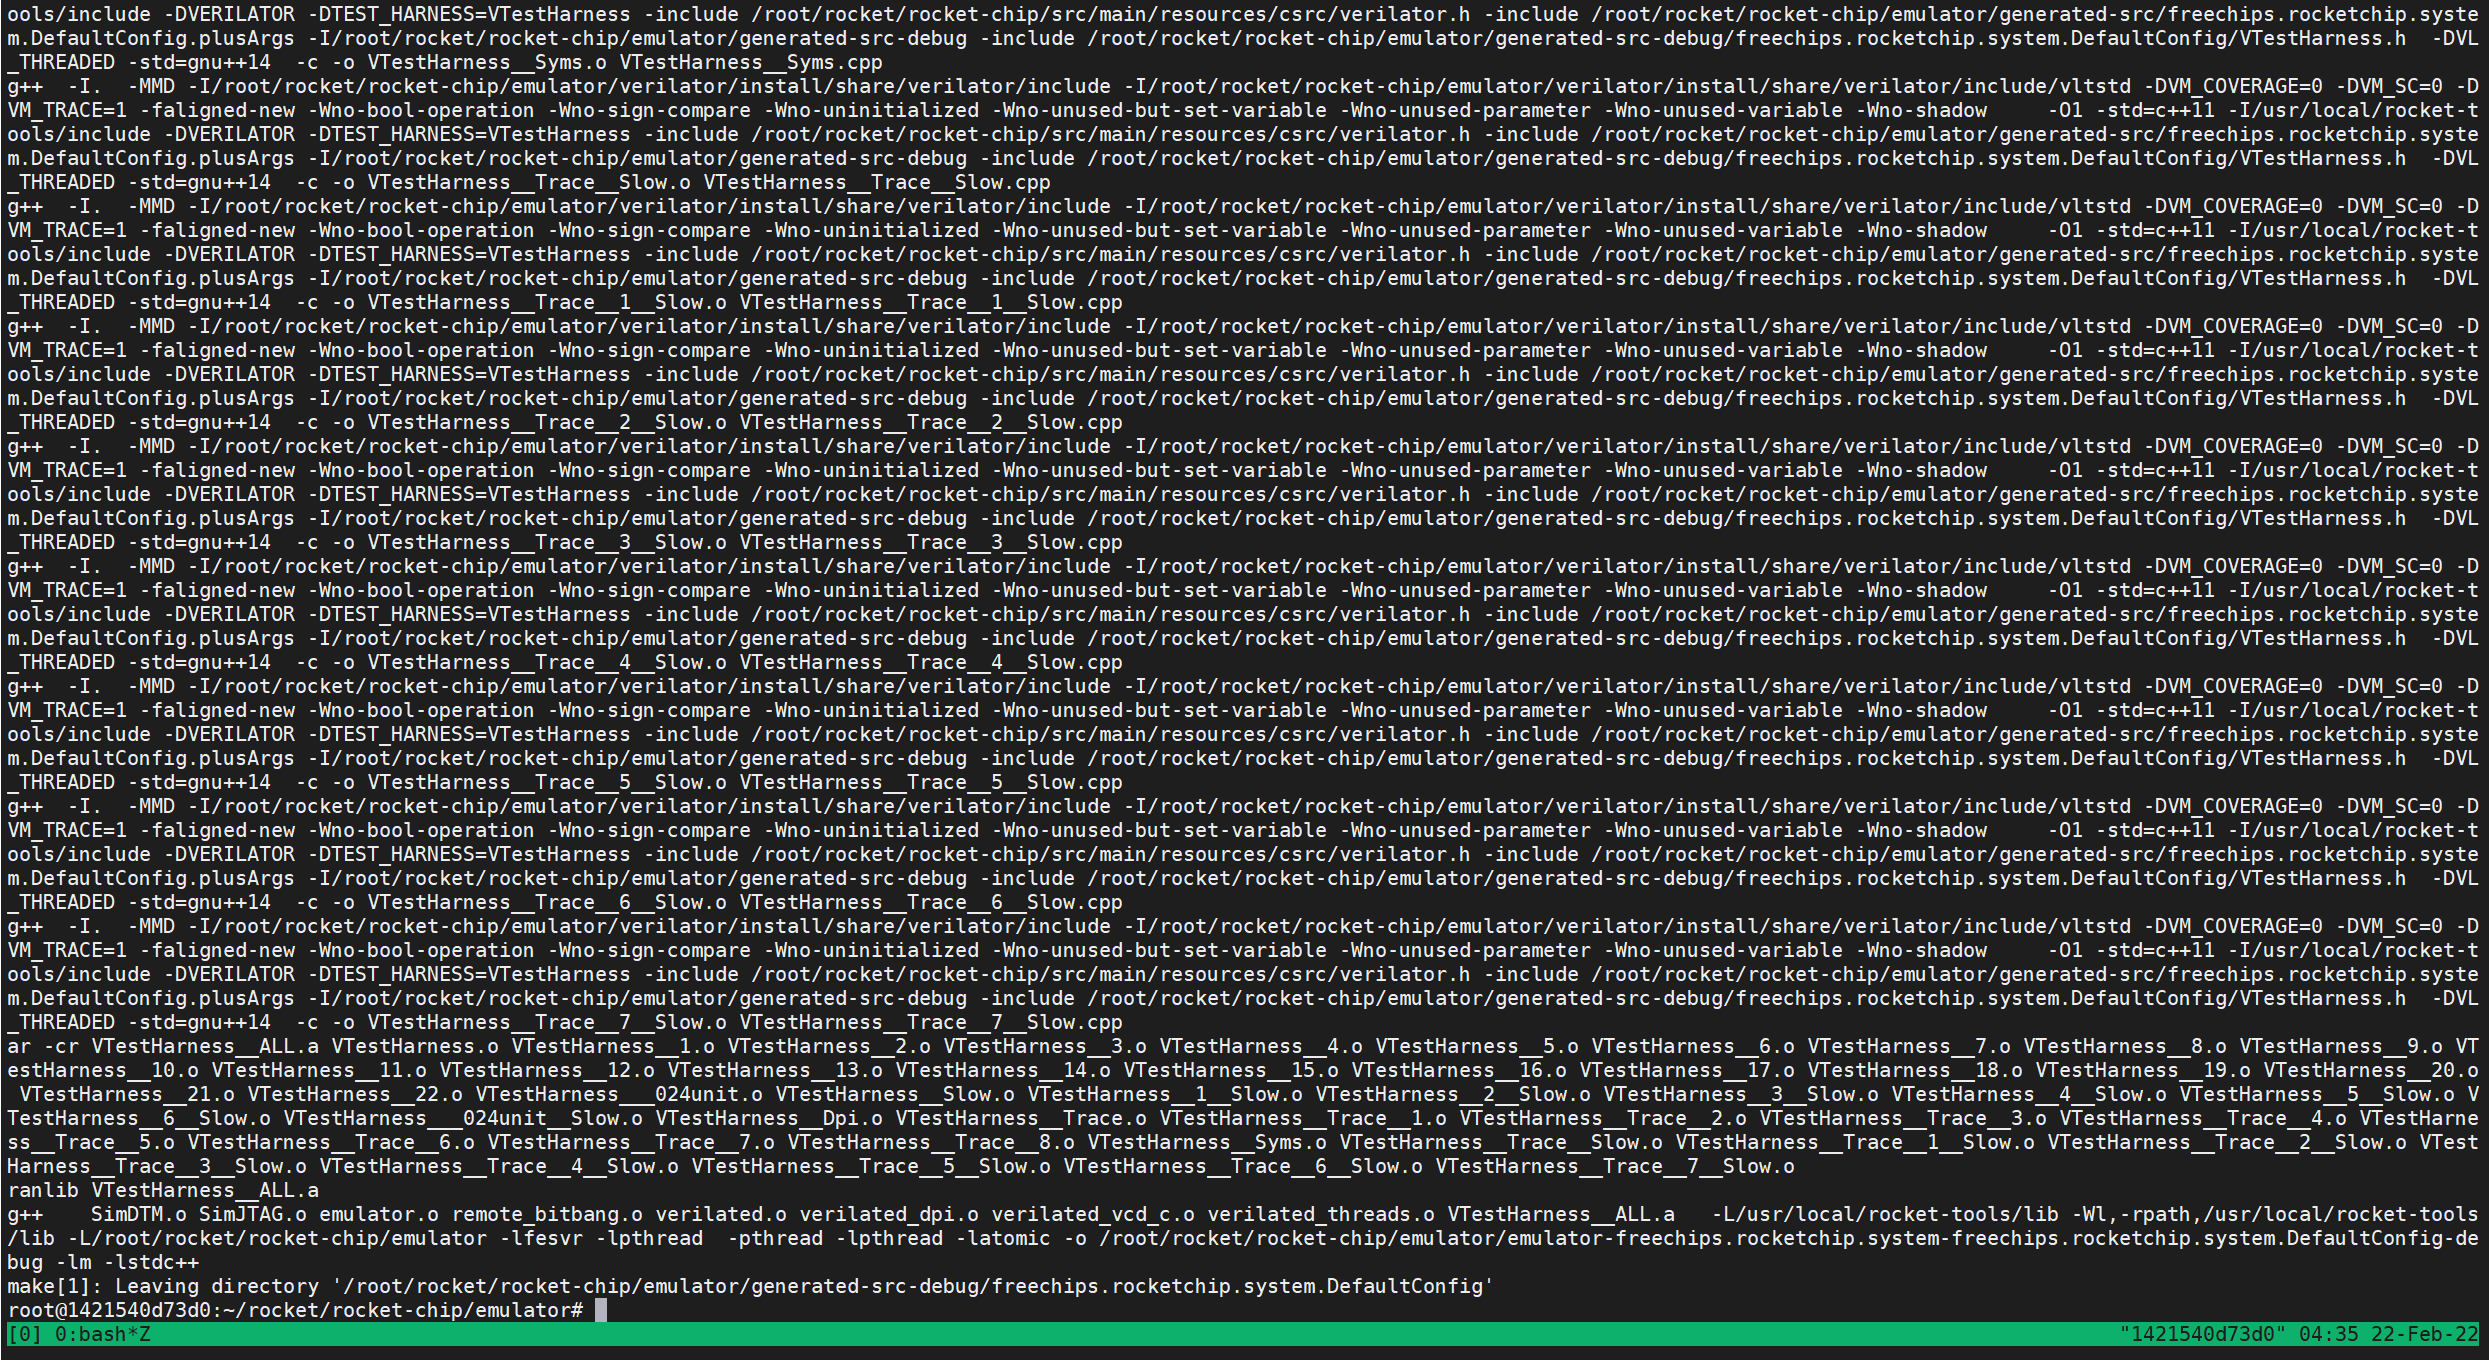 ools/include -DVERILATOR -DTEST_HARNESS=VTestHarness -include /root/rocket/rocket-chip/src/main/resources/csrc/verilator.h -include /root/rocket/rocket-chip/emulator/generated-src/freechips.rocketchip.syste
m.DefaultConfig.plusArgs -I/root/rocket/rocket-chip/emulator/generated-src-debug -include /root/rocket/rocket-chip/emulator/generated-src-debug/freechips.rocketchip.system.DefaultConfig/VTestHarness.h  -DVL
_THREADED -std=gnu++14  -c -o VTestHarness__Syms.o VTestHarness__Syms.cpp
g++  -I.  -MMD -I/root/rocket/rocket-chip/emulator/verilator/install/share/verilator/include -I/root/rocket/rocket-chip/emulator/verilator/install/share/verilator/include/vltstd -DVM_COVERAGE=0 -DVM_SC=0 -D
VM_TRACE=1 -faligned-new -Wno-bool-operation -Wno-sign-compare -Wno-uninitialized -Wno-unused-but-set-variable -Wno-unused-parameter -Wno-unused-variable -Wno-shadow     -O1 -std=c++11 -I/usr/local/rocket-t
ools/include -DVERILATOR -DTEST_HARNESS=VTestHarness -include /root/rocket/rocket-chip/src/main/resources/csrc/verilator.h -include /root/rocket/rocket-chip/emulator/generated-src/freechips.rocketchip.syste
m.DefaultConfig.plusArgs -I/root/rocket/rocket-chip/emulator/generated-src-debug -include /root/rocket/rocket-chip/emulator/generated-src-debug/freechips.rocketchip.system.DefaultConfig/VTestHarness.h  -DVL
_THREADED -std=gnu++14  -c -o VTestHarness__Trace__Slow.o VTestHarness__Trace__Slow.cpp
g++  -I.  -MMD -I/root/rocket/rocket-chip/emulator/verilator/install/share/verilator/include -I/root/rocket/rocket-chip/emulator/verilator/install/share/verilator/include/vltstd -DVM_COVERAGE=0 -DVM_SC=0 -D
VM_TRACE=1 -faligned-new -Wno-bool-operation -Wno-sign-compare -Wno-uninitialized -Wno-unused-but-set-variable -Wno-unused-parameter -Wno-unused-variable -Wno-shadow     -O1 -std=c++11 -I/usr/local/rocket-t
ools/include -DVERILATOR -DTEST_HARNESS=VTestHarness -include /root/rocket/rocket-chip/src/main/resources/csrc/verilator.h -include /root/rocket/rocket-chip/emulator/generated-src/freechips.rocketchip.syste
m.DefaultConfig.plusArgs -I/root/rocket/rocket-chip/emulator/generated-src-debug -include /root/rocket/rocket-chip/emulator/generated-src-debug/freechips.rocketchip.system.DefaultConfig/VTestHarness.h  -DVL
_THREADED -std=gnu++14  -c -o VTestHarness__Trace__1__Slow.o VTestHarness__Trace__1__Slow.cpp
g++  -I.  -MMD -I/root/rocket/rocket-chip/emulator/verilator/install/share/verilator/include -I/root/rocket/rocket-chip/emulator/verilator/install/share/verilator/include/vltstd -DVM_COVERAGE=0 -DVM_SC=0 -D
VM_TRACE=1 -faligned-new -Wno-bool-operation -Wno-sign-compare -Wno-uninitialized -Wno-unused-but-set-variable -Wno-unused-parameter -Wno-unused-variable -Wno-shadow     -O1 -std=c++11 -I/usr/local/rocket-t
ools/include -DVERILATOR -DTEST_HARNESS=VTestHarness -include /root/rocket/rocket-chip/src/main/resources/csrc/verilator.h -include /root/rocket/rocket-chip/emulator/generated-src/freechips.rocketchip.syste
m.DefaultConfig.plusArgs -I/root/rocket/rocket-chip/emulator/generated-src-debug -include /root/rocket/rocket-chip/emulator/generated-src-debug/freechips.rocketchip.system.DefaultConfig/VTestHarness.h  -DVL
_THREADED -std=gnu++14  -c -o VTestHarness__Trace__2__Slow.o VTestHarness__Trace__2__Slow.cpp
g++  -I.  -MMD -I/root/rocket/rocket-chip/emulator/verilator/install/share/verilator/include -I/root/rocket/rocket-chip/emulator/verilator/install/share/verilator/include/vltstd -DVM_COVERAGE=0 -DVM_SC=0 -D
VM_TRACE=1 -faligned-new -Wno-bool-operation -Wno-sign-compare -Wno-uninitialized -Wno-unused-but-set-variable -Wno-unused-parameter -Wno-unused-variable -Wno-shadow     -O1 -std=c++11 -I/usr/local/rocket-t
ools/include -DVERILATOR -DTEST_HARNESS=VTestHarness -include /root/rocket/rocket-chip/src/main/resources/csrc/verilator.h -include /root/rocket/rocket-chip/emulator/generated-src/freechips.rocketchip.syste
m.DefaultConfig.plusArgs -I/root/rocket/rocket-chip/emulator/generated-src-debug -include /root/rocket/rocket-chip/emulator/generated-src-debug/freechips.rocketchip.system.DefaultConfig/VTestHarness.h  -DVL
_THREADED -std=gnu++14  -c -o VTestHarness__Trace__3__Slow.o VTestHarness__Trace__3__Slow.cpp
g++  -I.  -MMD -I/root/rocket/rocket-chip/emulator/verilator/install/share/verilator/include -I/root/rocket/rocket-chip/emulator/verilator/install/share/verilator/include/vltstd -DVM_COVERAGE=0 -DVM_SC=0 -D
VM_TRACE=1 -faligned-new -Wno-bool-operation -Wno-sign-compare -Wno-uninitialized -Wno-unused-but-set-variable -Wno-unused-parameter -Wno-unused-variable -Wno-shadow     -O1 -std=c++11 -I/usr/local/rocket-t
ools/include -DVERILATOR -DTEST_HARNESS=VTestHarness -include /root/rocket/rocket-chip/src/main/resources/csrc/verilator.h -include /root/rocket/rocket-chip/emulator/generated-src/freechips.rocketchip.syste
m.DefaultConfig.plusArgs -I/root/rocket/rocket-chip/emulator/generated-src-debug -include /root/rocket/rocket-chip/emulator/generated-src-debug/freechips.rocketchip.system.DefaultConfig/VTestHarness.h  -DVL
_THREADED -std=gnu++14  -c -o VTestHarness__Trace__4__Slow.o VTestHarness__Trace__4__Slow.cpp
g++  -I.  -MMD -I/root/rocket/rocket-chip/emulator/verilator/install/share/verilator/include -I/root/rocket/rocket-chip/emulator/verilator/install/share/verilator/include/vltstd -DVM_COVERAGE=0 -DVM_SC=0 -D
VM_TRACE=1 -faligned-new -Wno-bool-operation -Wno-sign-compare -Wno-uninitialized -Wno-unused-but-set-variable -Wno-unused-parameter -Wno-unused-variable -Wno-shadow     -O1 -std=c++11 -I/usr/local/rocket-t
ools/include -DVERILATOR -DTEST_HARNESS=VTestHarness -include /root/rocket/rocket-chip/src/main/resources/csrc/verilator.h -include /root/rocket/rocket-chip/emulator/generated-src/freechips.rocketchip.syste
m.DefaultConfig.plusArgs -I/root/rocket/rocket-chip/emulator/generated-src-debug -include /root/rocket/rocket-chip/emulator/generated-src-debug/freechips.rocketchip.system.DefaultConfig/VTestHarness.h  -DVL
_THREADED -std=gnu++14  -c -o VTestHarness__Trace__5__Slow.o VTestHarness__Trace__5__Slow.cpp
g++  -I.  -MMD -I/root/rocket/rocket-chip/emulator/verilator/install/share/verilator/include -I/root/rocket/rocket-chip/emulator/verilator/install/share/verilator/include/vltstd -DVM_COVERAGE=0 -DVM_SC=0 -D
VM_TRACE=1 -faligned-new -Wno-bool-operation -Wno-sign-compare -Wno-uninitialized -Wno-unused-but-set-variable -Wno-unused-parameter -Wno-unused-variable -Wno-shadow     -O1 -std=c++11 -I/usr/local/rocket-t
ools/include -DVERILATOR -DTEST_HARNESS=VTestHarness -include /root/rocket/rocket-chip/src/main/resources/csrc/verilator.h -include /root/rocket/rocket-chip/emulator/generated-src/freechips.rocketchip.syste
m.DefaultConfig.plusArgs -I/root/rocket/rocket-chip/emulator/generated-src-debug -include /root/rocket/rocket-chip/emulator/generated-src-debug/freechips.rocketchip.system.DefaultConfig/VTestHarness.h  -DVL
_THREADED -std=gnu++14  -c -o VTestHarness__Trace__6__Slow.o VTestHarness__Trace__6__Slow.cpp
g++  -I.  -MMD -I/root/rocket/rocket-chip/emulator/verilator/install/share/verilator/include -I/root/rocket/rocket-chip/emulator/verilator/install/share/verilator/include/vltstd -DVM_COVERAGE=0 -DVM_SC=0 -D
VM_TRACE=1 -faligned-new -Wno-bool-operation -Wno-sign-compare -Wno-uninitialized -Wno-unused-but-set-variable -Wno-unused-parameter -Wno-unused-variable -Wno-shadow     -O1 -std=c++11 -I/usr/local/rocket-t
ools/include -DVERILATOR -DTEST_HARNESS=VTestHarness -include /root/rocket/rocket-chip/src/main/resources/csrc/verilator.h -include /root/rocket/rocket-chip/emulator/generated-src/freechips.rocketchip.syste
m.DefaultConfig.plusArgs -I/root/rocket/rocket-chip/emulator/generated-src-debug -include /root/rocket/rocket-chip/emulator/generated-src-debug/freechips.rocketchip.system.DefaultConfig/VTestHarness.h  -DVL
_THREADED -std=gnu++14  -c -o VTestHarness__Trace__7__Slow.o VTestHarness__Trace__7__Slow.cpp
ar -cr VTestHarness__ALL.a VTestHarness.o VTestHarness__1.o VTestHarness__2.o VTestHarness__3.o VTestHarness__4.o VTestHarness__5.o VTestHarness__6.o VTestHarness__7.o VTestHarness__8.o VTestHarness__9.o VT
estHarness__10.o VTestHarness__11.o VTestHarness__12.o VTestHarness__13.o VTestHarness__14.o VTestHarness__15.o VTestHarness__16.o VTestHarness__17.o VTestHarness__18.o VTestHarness__19.o VTestHarness__20.o
 VTestHarness__21.o VTestHarness__22.o VTestHarness___024unit.o VTestHarness__Slow.o VTestHarness__1__Slow.o VTestHarness__2__Slow.o VTestHarness__3__Slow.o VTestHarness__4__Slow.o VTestHarness__5__Slow.o V
TestHarness__6__Slow.o VTestHarness___024unit__Slow.o VTestHarness__Dpi.o VTestHarness__Trace.o VTestHarness__Trace__1.o VTestHarness__Trace__2.o VTestHarness__Trace__3.o VTestHarness__Trace__4.o VTestHarne
ss__Trace__5.o VTestHarness__Trace__6.o VTestHarness__Trace__7.o VTestHarness__Trace__8.o VTestHarness__Syms.o VTestHarness__Trace__Slow.o VTestHarness__Trace__1__Slow.o VTestHarness__Trace__2__Slow.o VTest
Harness__Trace__3__Slow.o VTestHarness__Trace__4__Slow.o VTestHarness__Trace__5__Slow.o VTestHarness__Trace__6__Slow.o VTestHarness__Trace__7__Slow.o
ranlib VTestHarness__ALL.a
g++    SimDTM.o SimJTAG.o emulator.o remote_bitbang.o verilated.o verilated_dpi.o verilated_vcd_c.o verilated_threads.o VTestHarness__ALL.a   -L/usr/local/rocket-tools/lib -Wl,-rpath,/usr/local/rocket-tools
/lib -L/root/rocket/rocket-chip/emulator -lfesvr -lpthread  -pthread -lpthread -latomic -o /root/rocket/rocket-chip/emulator/emulator-freechips.rocketchip.system-freechips.rocketchip.system.DefaultConfig-de
bug -lm -lstdc++
make[1]: Leaving directory '/root/rocket/rocket-chip/emulator/generated-src-debug/freechips.rocketchip.system.DefaultConfig'
root@1421540d73d0:~/rocket/rocket-chip/emulator#
[0] 0:bash*Z "1421540d73d0" 04:35 22-Feb-22